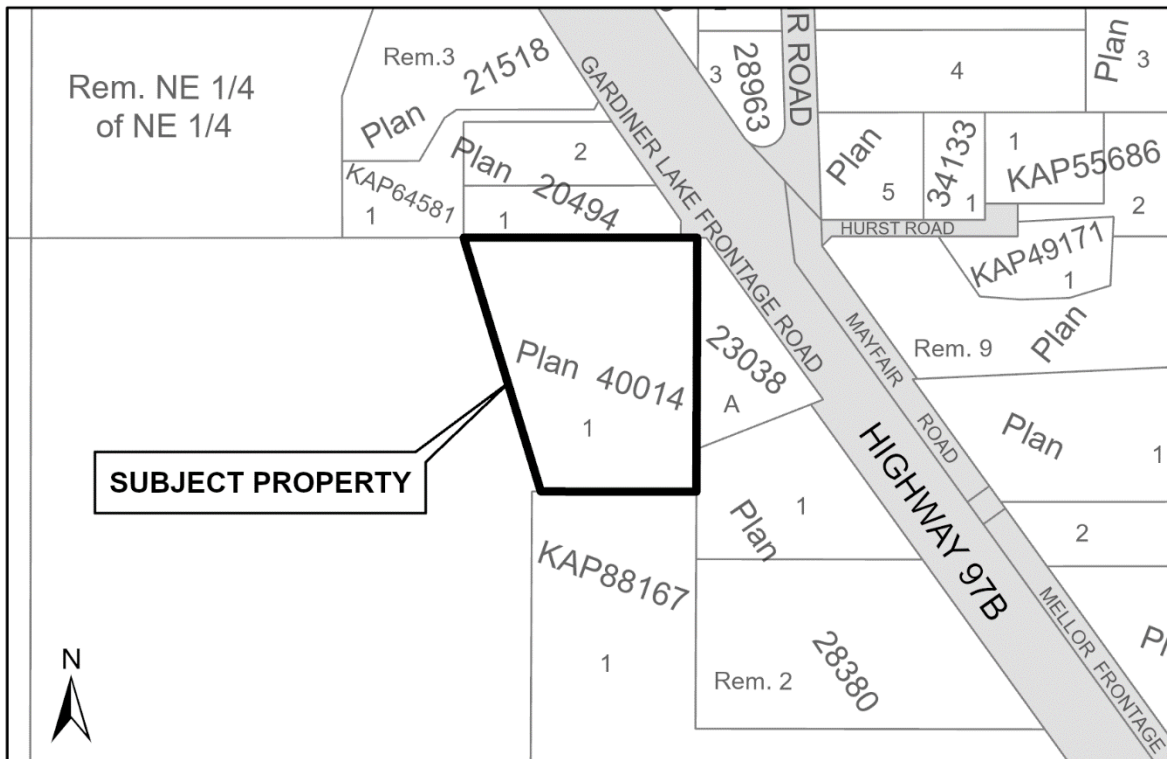 Rem. NE 1/4
of NE 1/4
Rem.3
Plan 21518
KAP64581
1
2
Plan 20494
1
GARDINER LAKE FRONTAGE ROAD
3
28963
R ROAD
4
Plan
3
Plan
5
34133
1
1
KAP55686
2
HURST ROAD
KAP49171
1
Plan
Rem. 9
MAYFAIR ROAD
23038
A
Plan 40014
1
SUBJECT PROPERTY
HIGHWAY 97B
Plan
1
Plan
1
2
KAP88167
1
Rem. 2
28380
MELLOR FRONTAGE
N